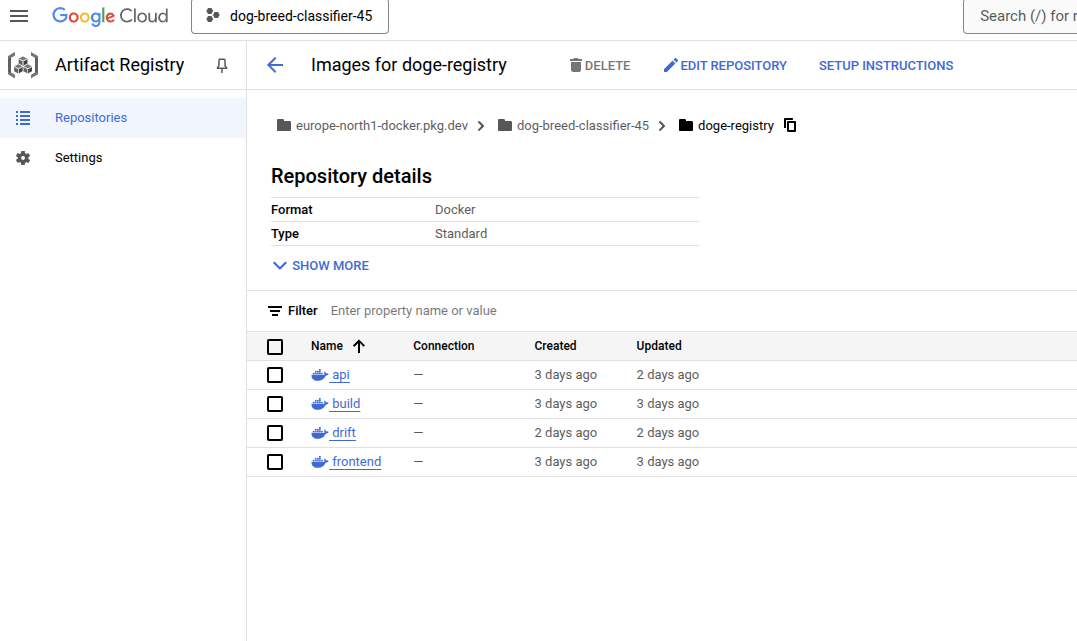 Google Cloud
dog-breed-classifier-45
Search (/) for r
Artifact Registry
Images for doge-registry
DELETE
EDIT REPOSITORY
SETUP INSTRUCTIONS
Repositories
Settings
europe-north1-docker.pkg.dev
dog-breed-classifier-45
doge-registry
Repository details
Format Docker
Type Standard
SHOW MORE
Filter Enter property name or value
Name Connection Created Updated
api — 3 days ago 2 days ago
build — 3 days ago 3 days ago
drift — 2 days ago 2 days ago
frontend — 3 days ago 3 days ago